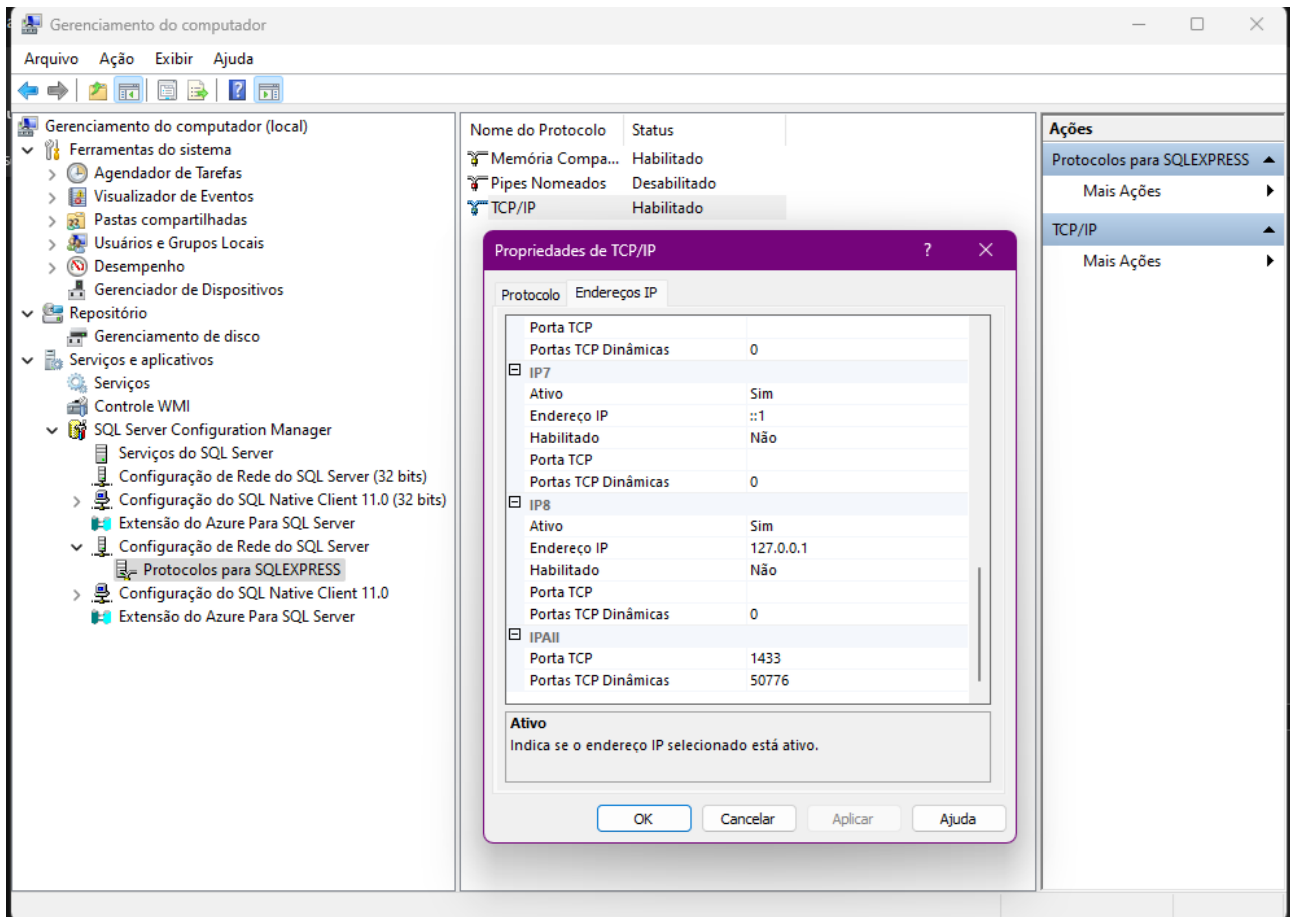 Gerenciamento do computador
Arquivo Ação Exibir Ajuda
Gerenciamento do computador (local)
Ferramentas do sistema
Agendador de Tarefas
Visualizador de Eventos
Pastas compartilhadas
Usuários e Grupos Locais
Desempenho
Gerenciador de Dispositivos
Repositório
Gerenciamento de disco
Serviços e aplicativos
Serviços
Controle WMI
SQL Server Configuration Manager
Serviços do SQL Server
Configuração de Rede do SQL Server (32 bits)
Configuração do SQL Native Client 11.0 (32 bits)
Extensão do Azure Para SQL Server
Configuração de Rede do SQL Server
Protocolos para SQLEXPRESS
Configuração do SQL Native Client 11.0
Extensão do Azure Para SQL Server
Nome do Protocolo Status
Memória Compa... Habilitado
Pipes Nomeados Desabilitado
TCP/IP Habilitado
Propriedades de TCP/IP ?
Protocolo Endereços IP
Porta TCP
Portas TCP Dinâmicas 0
IP7
Ativo Sim
Endereço IP ::1
Habilitado Não
Porta TCP
Portas TCP Dinâmicas 0
IP8
Ativo Sim
Endereço IP 127.0.0.1
Habilitado Não
Porta TCP
Portas TCP Dinâmicas 0
IPAll
Porta TCP 1433
Portas TCP Dinâmicas 50776
Ativo
Indica se o endereço IP selecionado está ativo.
OK Cancelar Aplicar Ajuda
Ações
Protocolos para SQLEXPRESS
Mais Ações
TCP/IP
Mais Ações